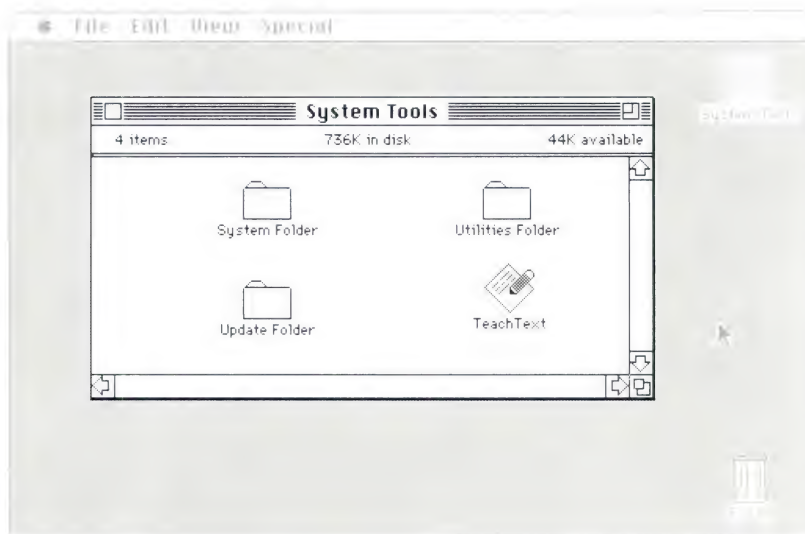 File Edit View Special
System Tools
4 items 736K in disk 44K available
System Folder Utilities Folder
Update Folder TeachText